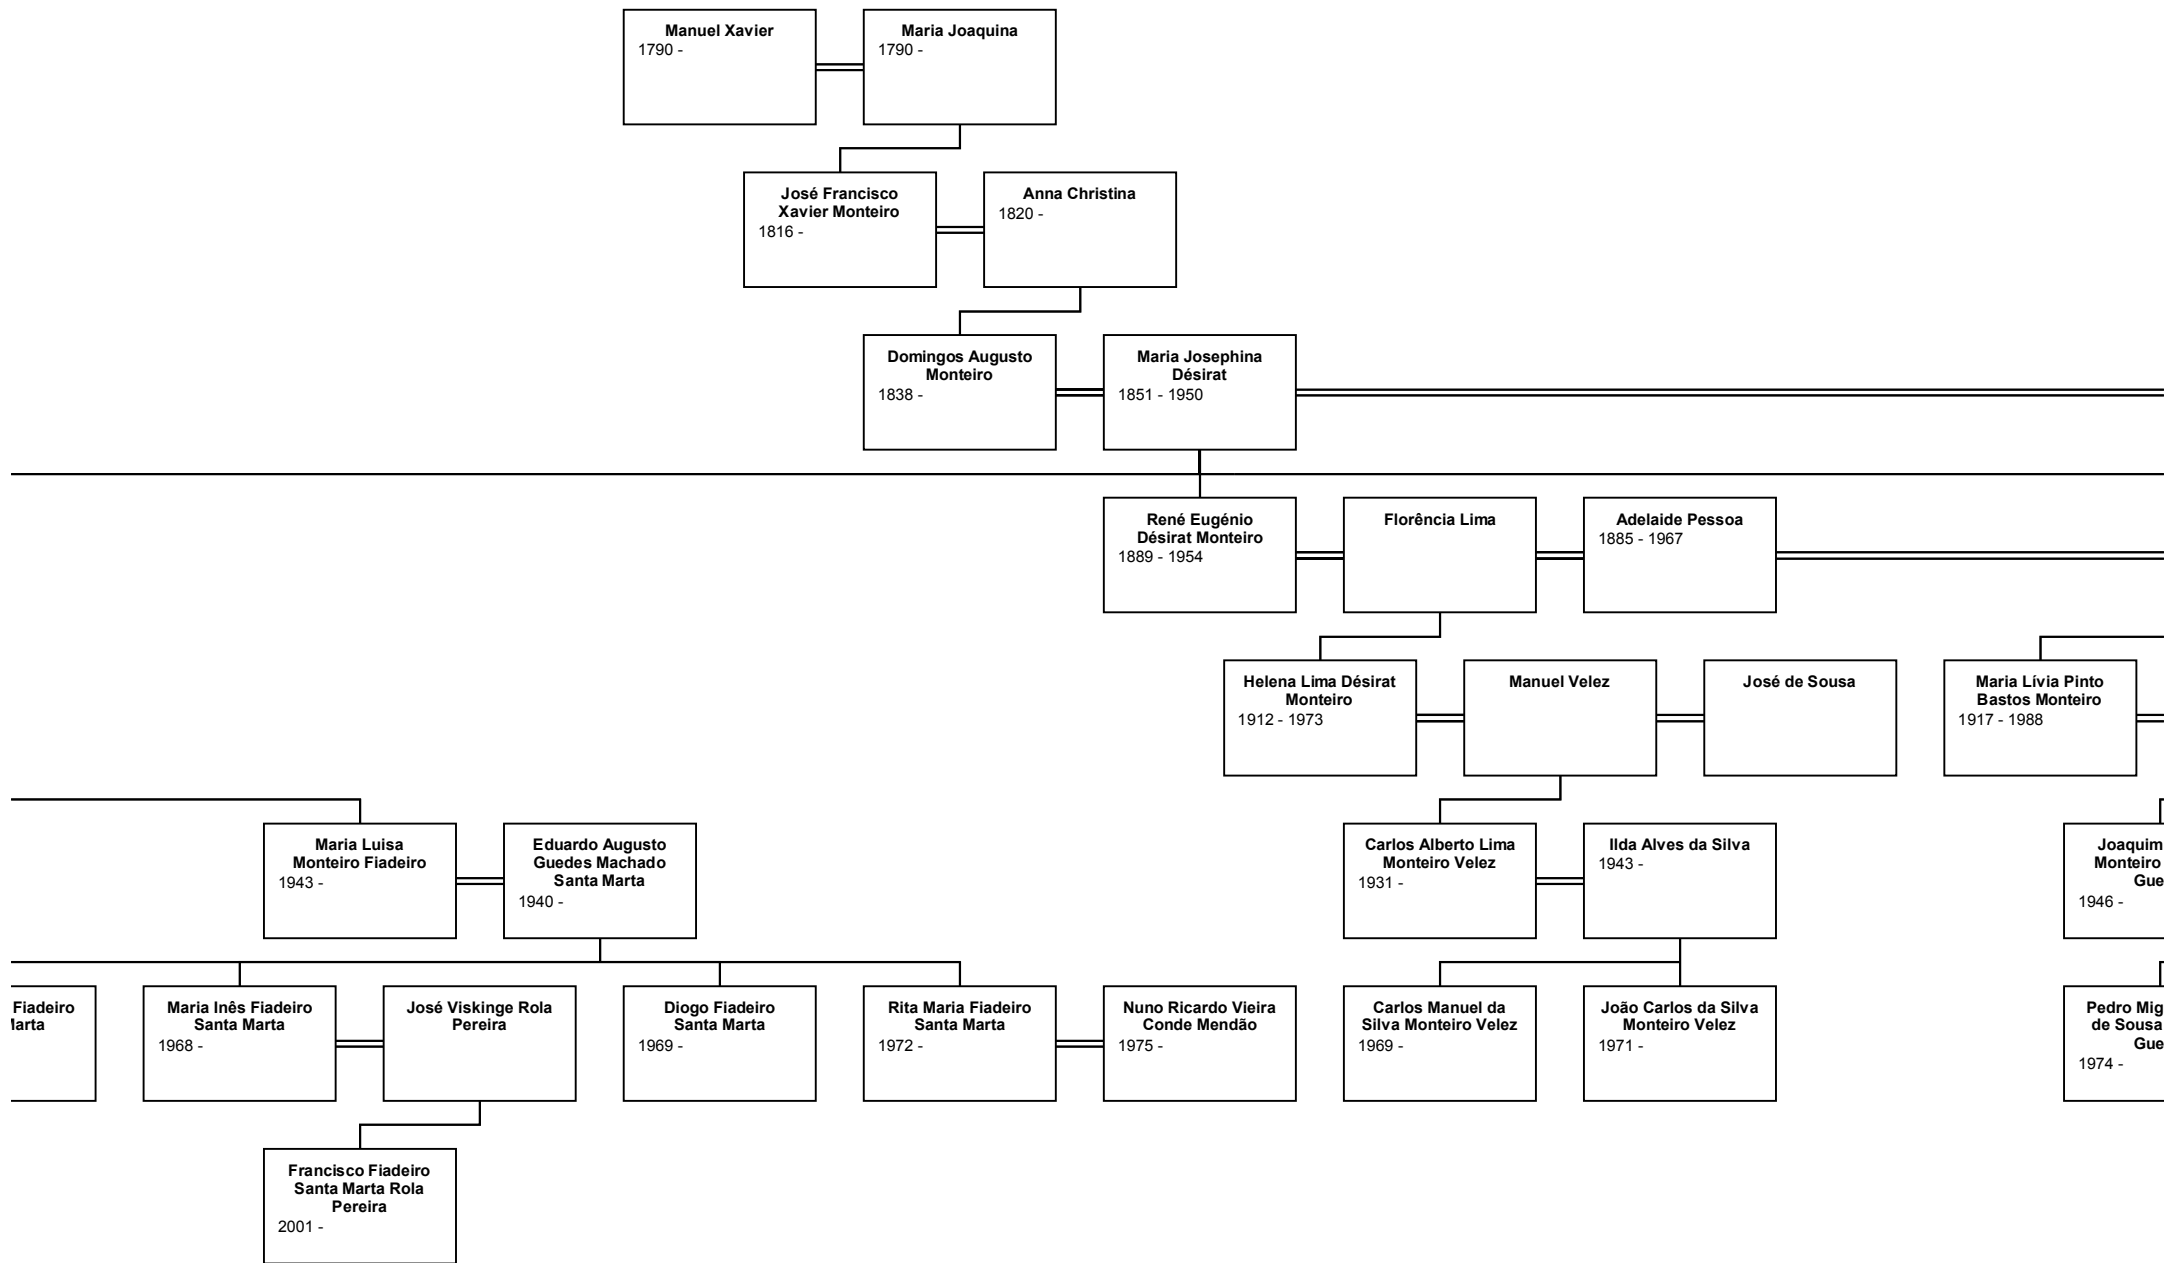 Manuel Xavier
1790 -
Maria Joaquina
1790 -
José Francisco
Xavier Monteiro
1816 -
Anna Christina
1820 -
Domingos Augusto
Monteiro
1838 -
Maria Josephina
Désirat
1851 - 1950
René Eugénio
Désirat Monteiro
1889 - 1954
Florência Lima
Adelaide Pessoa
1885 - 1967
Helena Lima Désirat
Monteiro
1912 - 1973
Manuel Velez
José de Sousa
Maria Lívia Pinto
Bastos Monteiro
1917 - 1988
Maria Luisa
Monteiro Fiadeiro
1943 -
Eduardo Augusto
Guedes Machado
Santa Marta
1940 -
Carlos Alberto Lima
Monteiro Velez
1931 -
Ilda Alves da Silva
1943 -
Joaquim
Monteiro
Gue
1946 -
Fiadeiro
arta
Maria Inês Fiadeiro
Santa Marta
1968 -
José Viskinge Rola
Pereira
Diogo Fiadeiro
Santa Marta
1969 -
Rita Maria Fiadeiro
Santa Marta
1972 -
Nuno Ricardo Vieira
Conde Mendão
1975 -
Carlos Manuel da
Silva Monteiro Velez
1969 -
João Carlos da Silva
Monteiro Velez
1971 -
Pedro Mig
de Sousa
Gue
1974 -
Francisco Fiadeiro
Santa Marta Rola
Pereira
2001 -